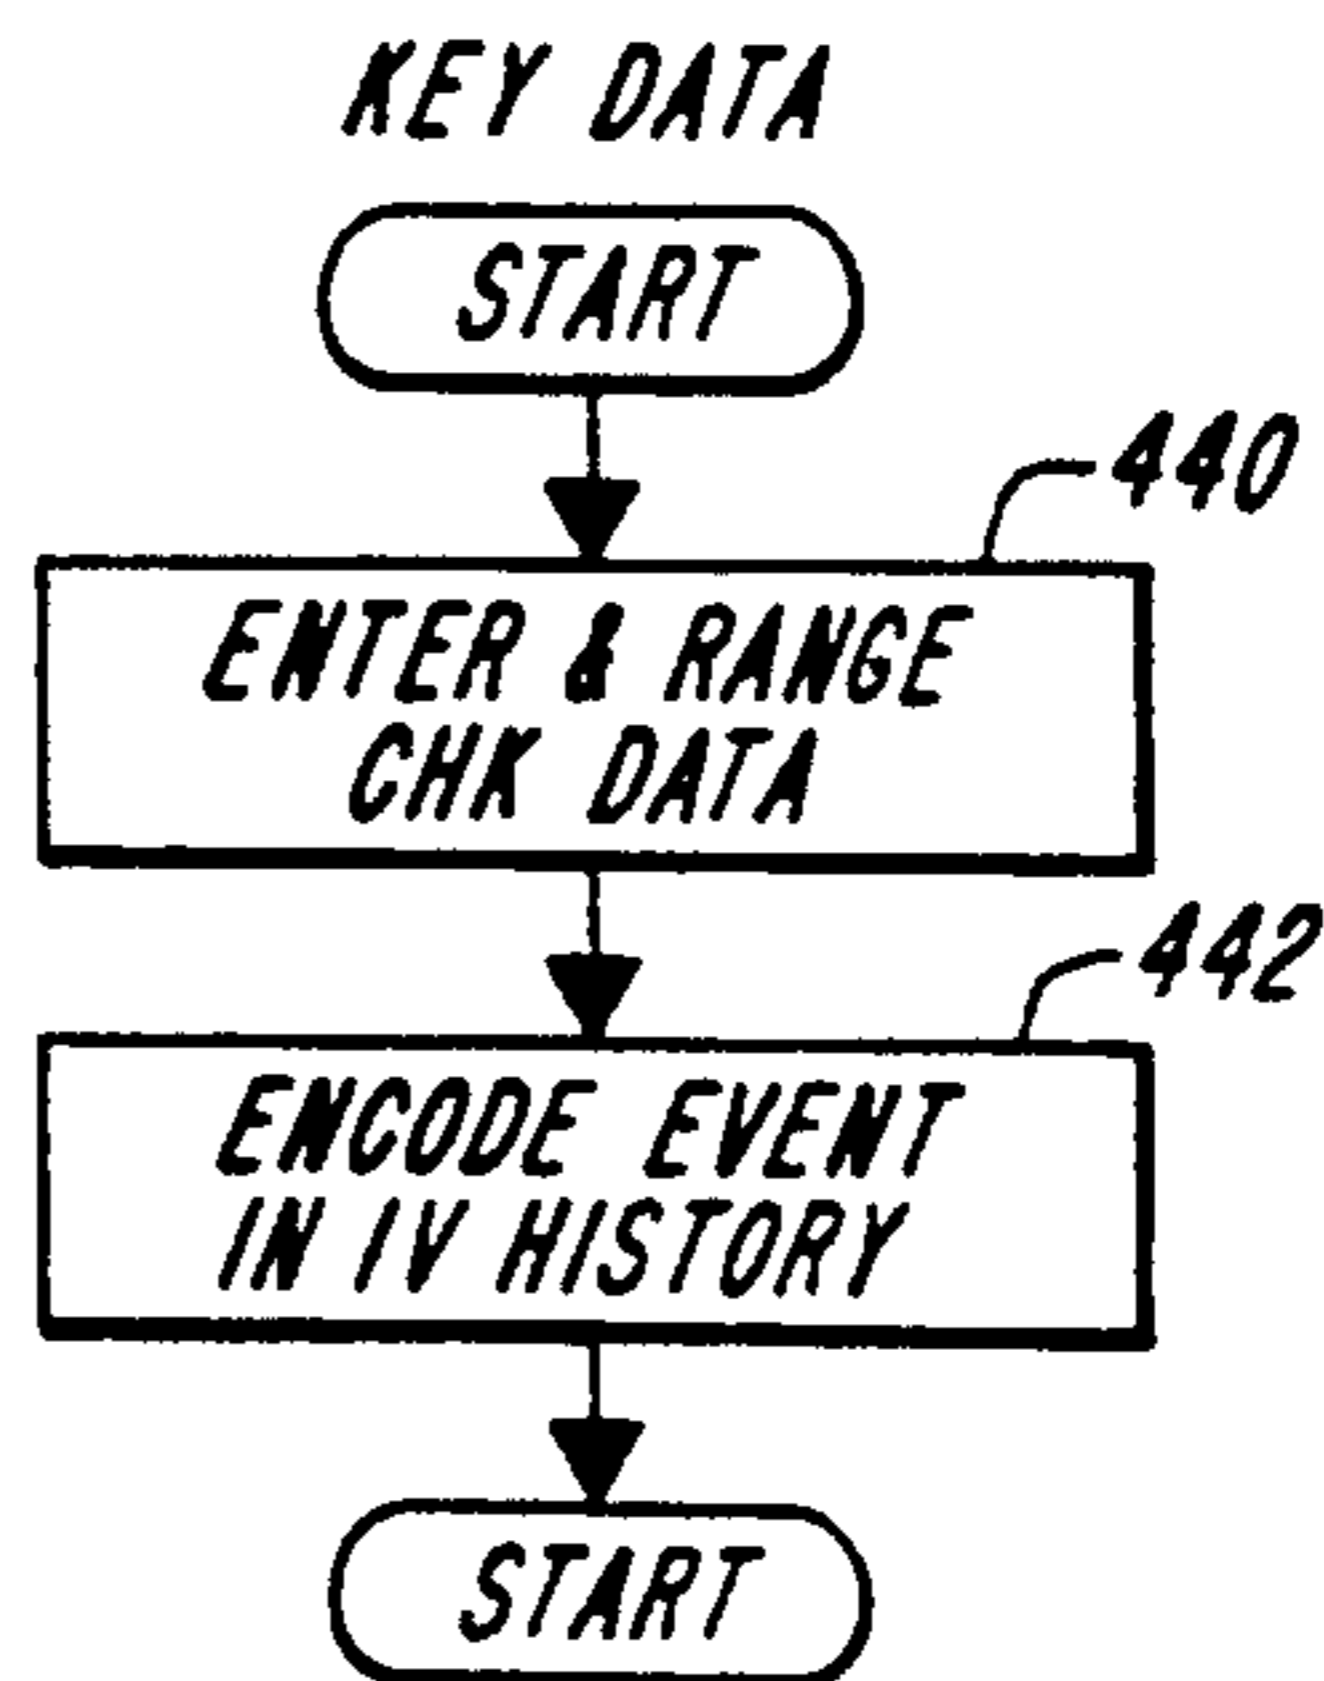 KEY DATA
START
440
ENTER & RANGE
CHK DATA
442
ENCODE EVENT
IN IV HISTORY
START